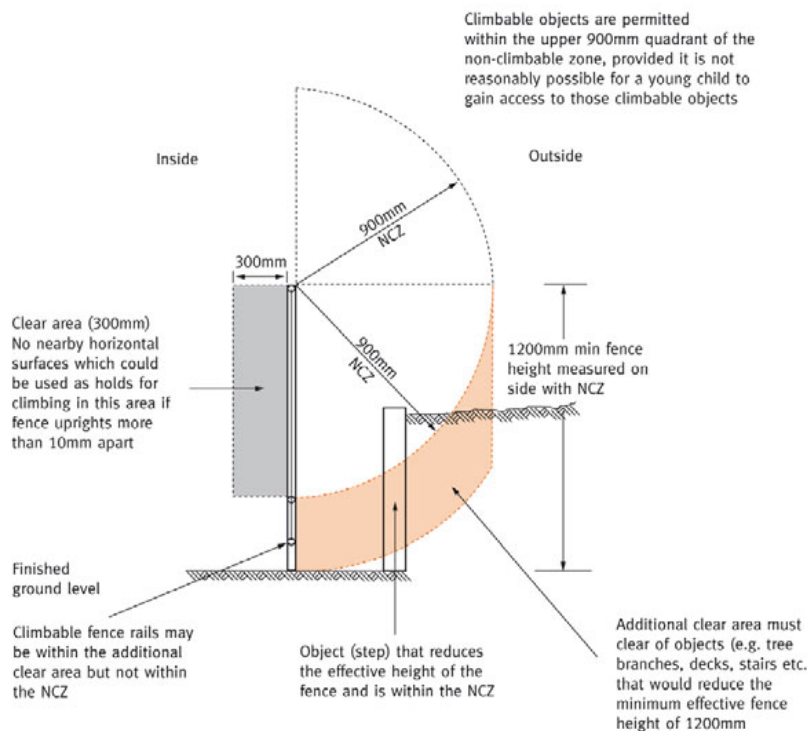 Climbable objects are permitted
within the upper 900mm quadrant of the
non-climbable zone, provided it is not
reasonably possible for a young child to
gain access to those climbable objects
Inside
Outside
900mm
NCZ
300mm
Clear area (300mm)
No nearby horizontal
surfaces which could
be used as holds for
climbing in this area if
fence uprights more
than 10mm apart
900mm
NCZ
1200mm min fence
height measured on
side with NCZ
Finished
ground level
Climbable fence rails may
be within the additional
clear area but not within
the NCZ
Object (step) that reduces
the effective height of the
fence and is within the NCZ
Additional clear area must
clear of objects (e.g. tree
branches, decks, stairs etc.
that would reduce the
minimum effective fence
height of 1200mm